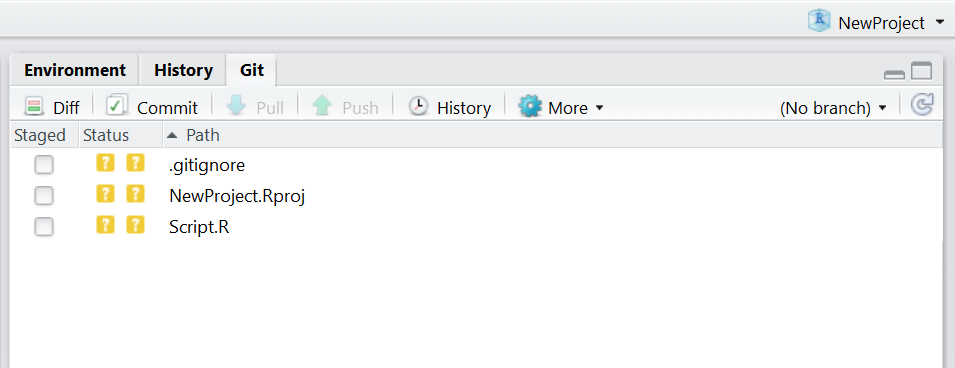 NewProject
Environment History Git
Diff Commit Pull Push History More (No branch)
Staged Status Path
? ? .gitignore
? ? NewProject.Rproj
? ? Script.R